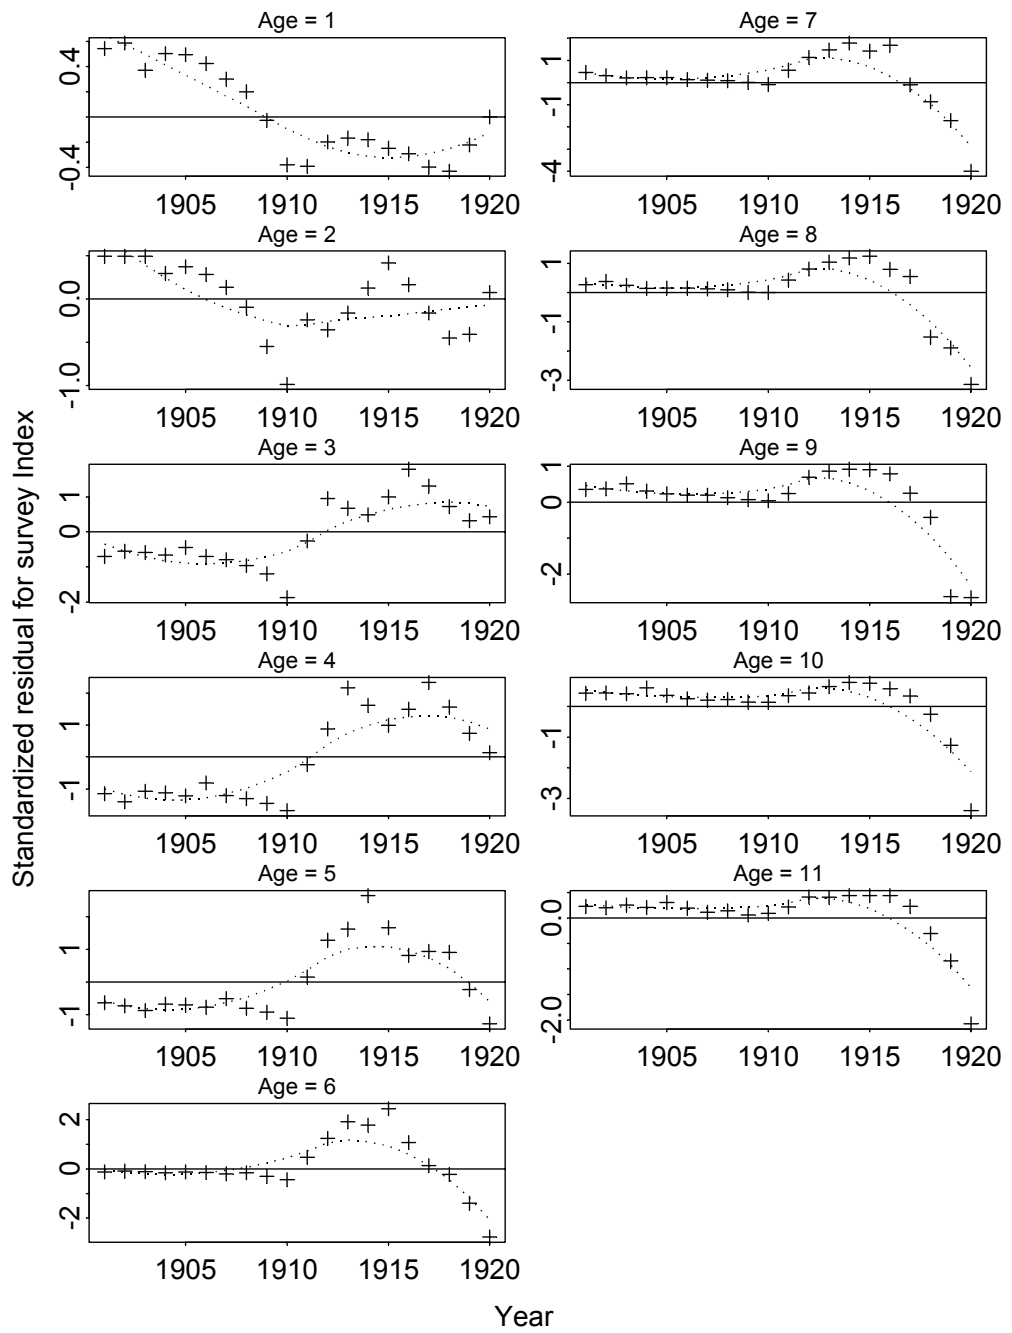 Standardized residual for survey Index
Age = 1
0.4
-0.4
1905 1910 1915 1920
Age = 2
0.0
-1.0
1905 1910 1915 1920
Age = 3
1
0
-2
1905 1910 1915 1920
Age = 4
1
-1
1905 1910 1915 1920
Age = 5
1
-1
1905 1910 1915 1920
Age = 6
2
0
-2
1905 1910 1915 1920
Age = 7
1
-1
-4
1905 1910 1915 1920
Age = 8
1
-1
-3
1905 1910 1915 1920
Age = 9
1
0
-2
1905 1910 1915 1920
Age = 10
-1
-3
1905 1910 1915 1920
Age = 11
0.0
-2.0
1905 1910 1915 1920
Year